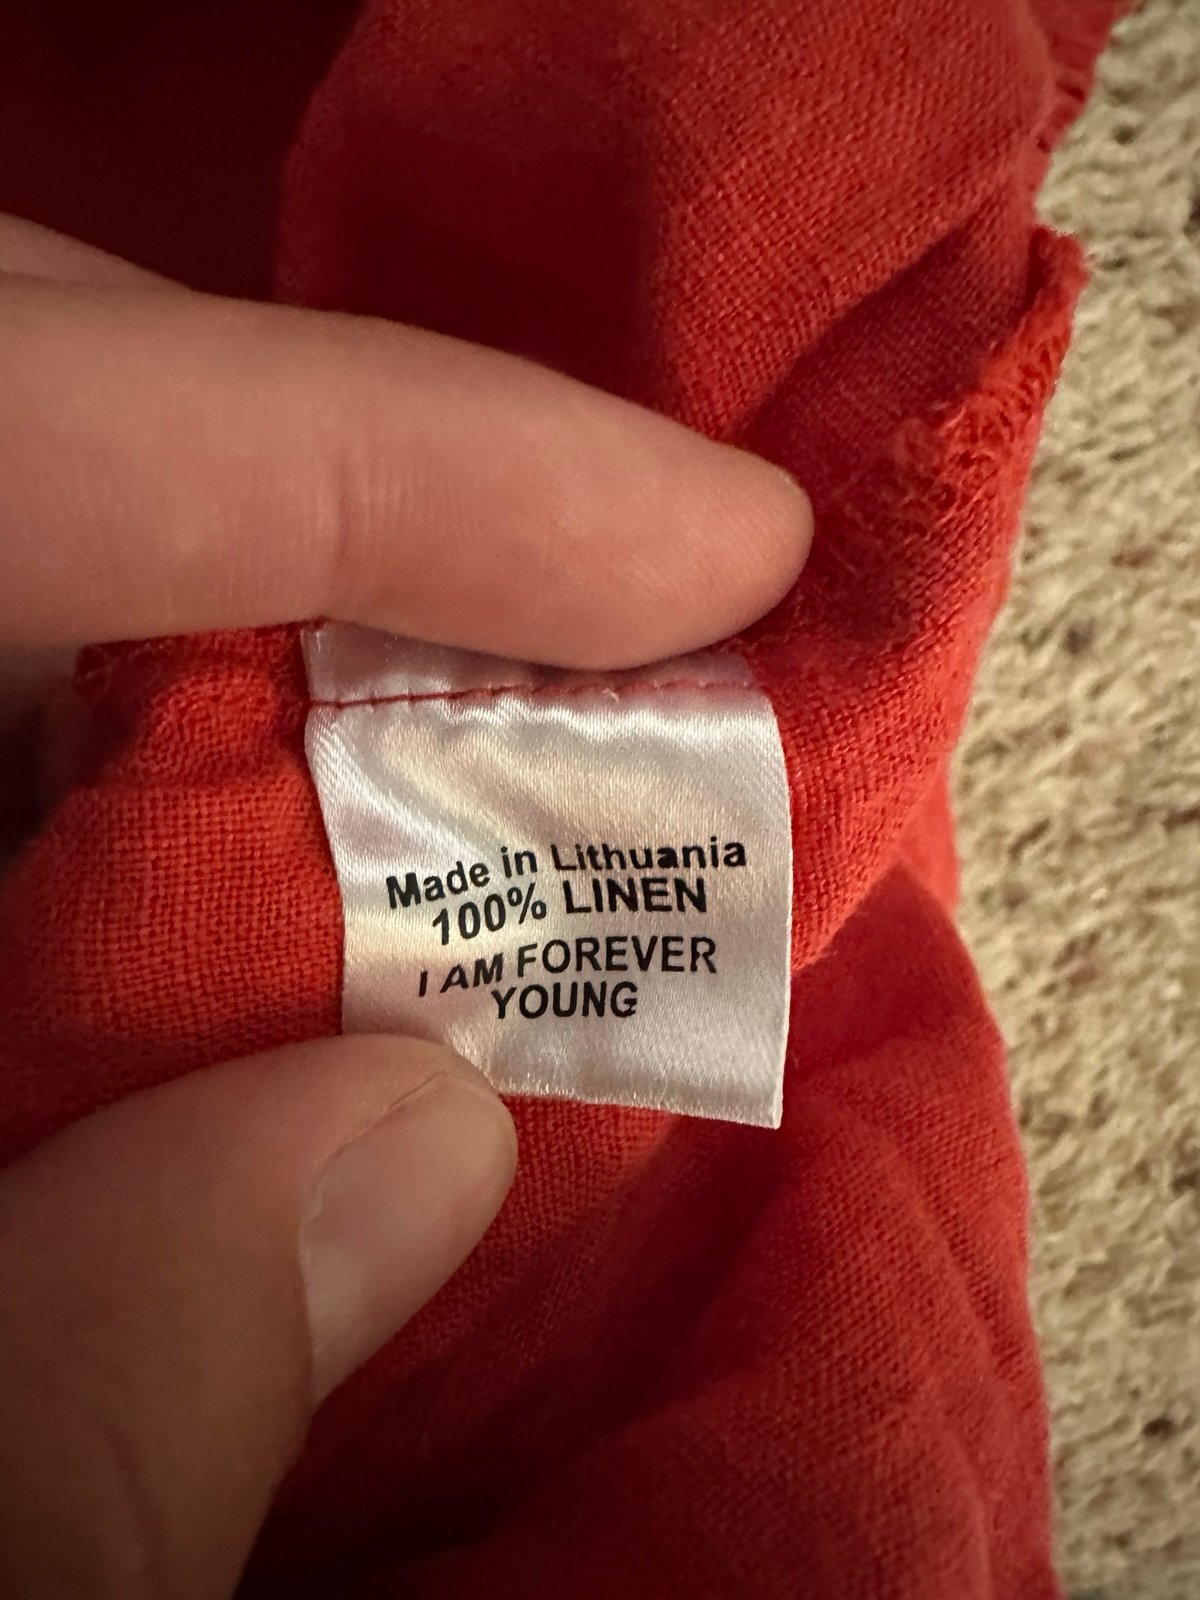 Made in Lithuania
100% LINEN
I AM FOREVER
YOUNG